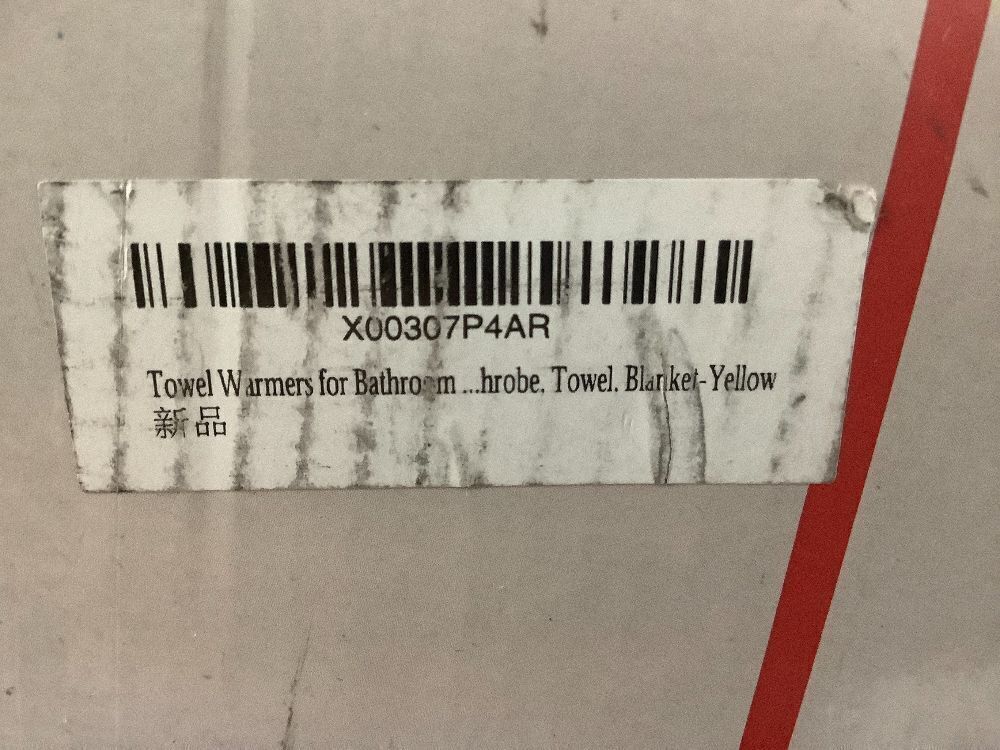 X00307P4AR
Towel Warmers for Bathroom ...hrobe, Towel, Blanket-Yellow
新品